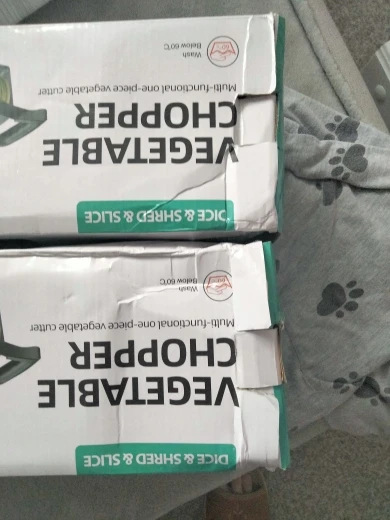 DICE & SHRED & SLICE
VEGETABLE
CHOPPER
Multi-functional one-piece vegetable cutter
Wash
Below 60°C
DICE & SHRED & SLICE
VEGETABLE
CHOPPER
Multi-functional one-piece vegetable cutter
Wash
Below 60°C